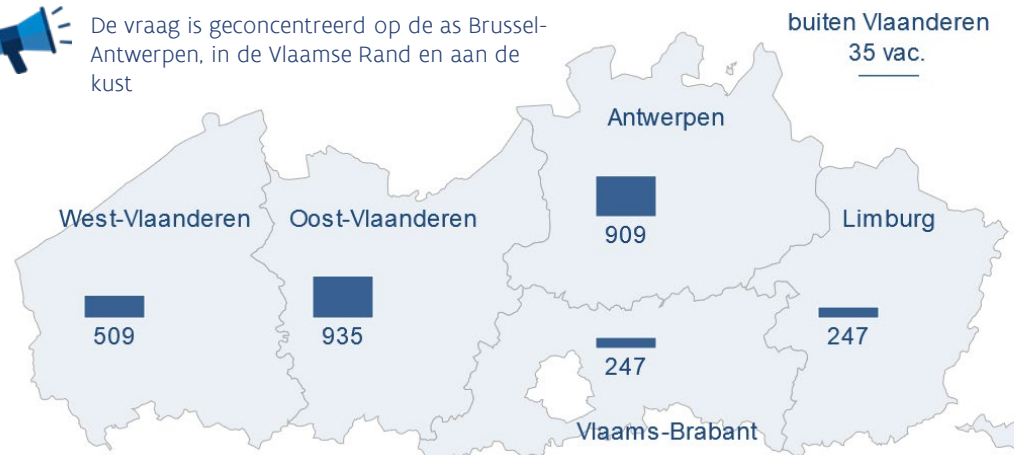 De vraag is geconcentreerd op de as Brussel-
Antwerpen, in de Vlaamse Rand en aan de
kust
buiten Vlaanderen
35 vac.
Antwerpen
909
West-Vlaanderen
509
Oost-Vlaanderen
935
Limburg
247
247
Vlaams-Brabant